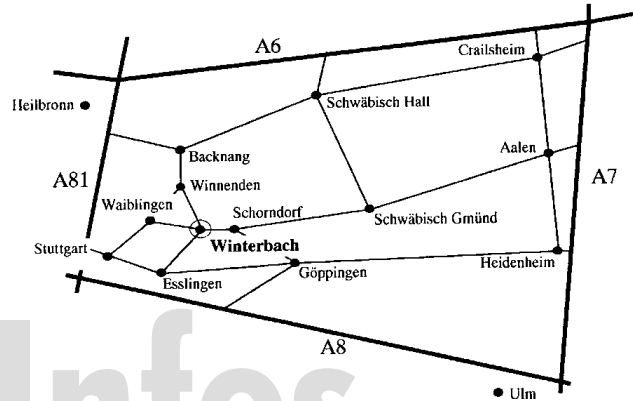 A6
Crailsheim
Heilbronn
Schwäbisch Hall
Backnang
Aalen
A81
Winnenden
A7
Waiblingen
Schorndorf
Schwäbisch Gmünd
Winterbach
Stuttgart
Heidenheim
Esslingen
Göppingen
A8
Infos
Ulm